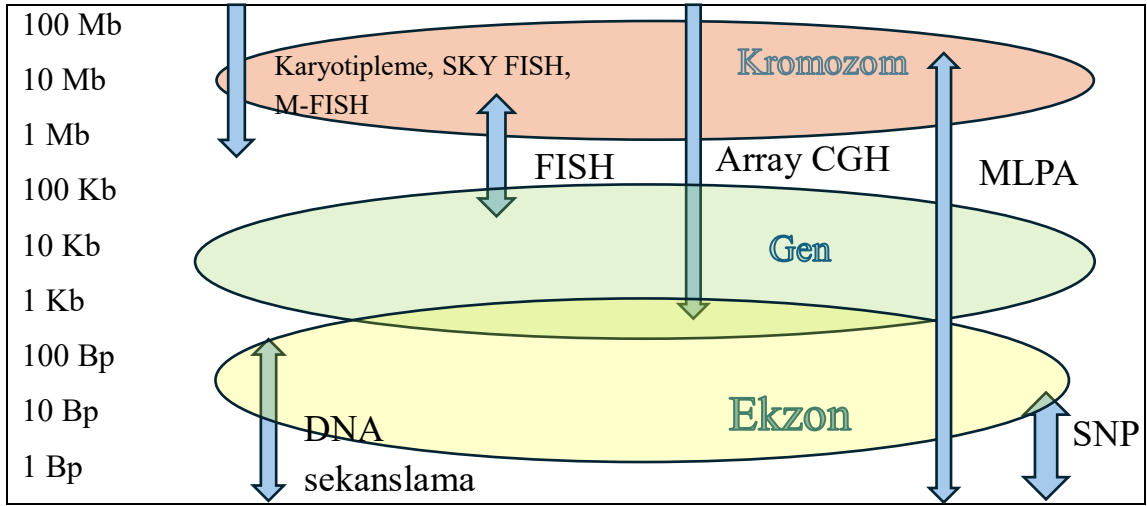 100 Mb
10 Mb
1 Mb
100 Kb
10 Kb
1 Kb
100 Bp
10 Bp
1 Bp
Karyotipleme, SKY FISH,
M-FISH
Kromozom
FISH
Array CGH
MLPA
Gen
Ekzon
DNA
sekanslama
SNP